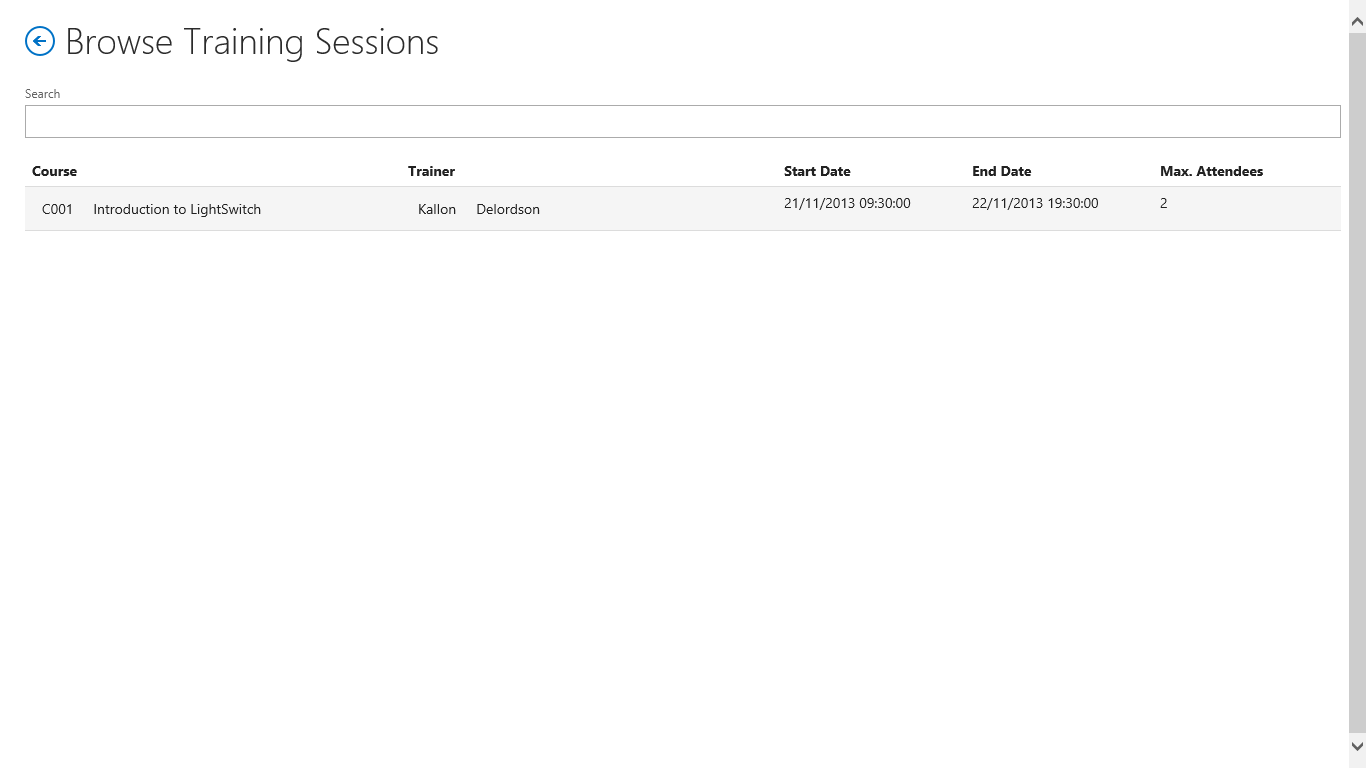 Browse Training Sessions
Search
Course Trainer Start Date End Date Max. Attendees
C001 Introduction to LightSwitch Kallon Delordson 21/11/2013 09:30:00 22/11/2013 19:30:00 2